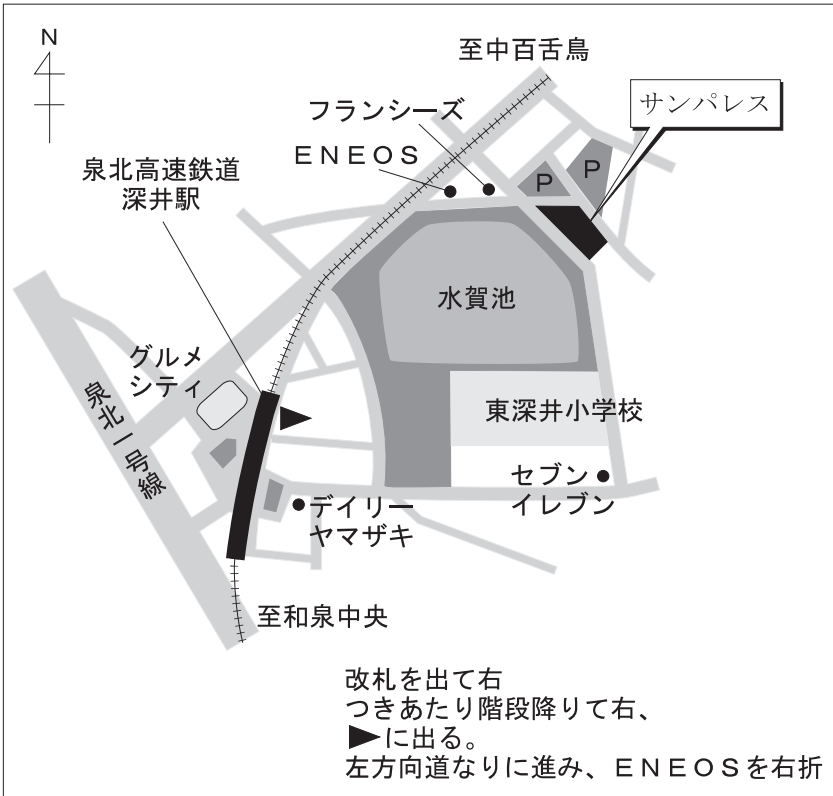 N
至中百舌鳥
サンパレス
フランシーズ
ENEOS
P
P
泉北高速鉄道
深井駅
水賀池
グルメ
シティ
泉北一号線
東深井小学校
セブン
イレブン
デイリー
ヤマザキ
至和泉中央
改札を出て右
つきあたり階段降りて右、
▶に出る。
左方向道なりに進み、ENEOSを右折